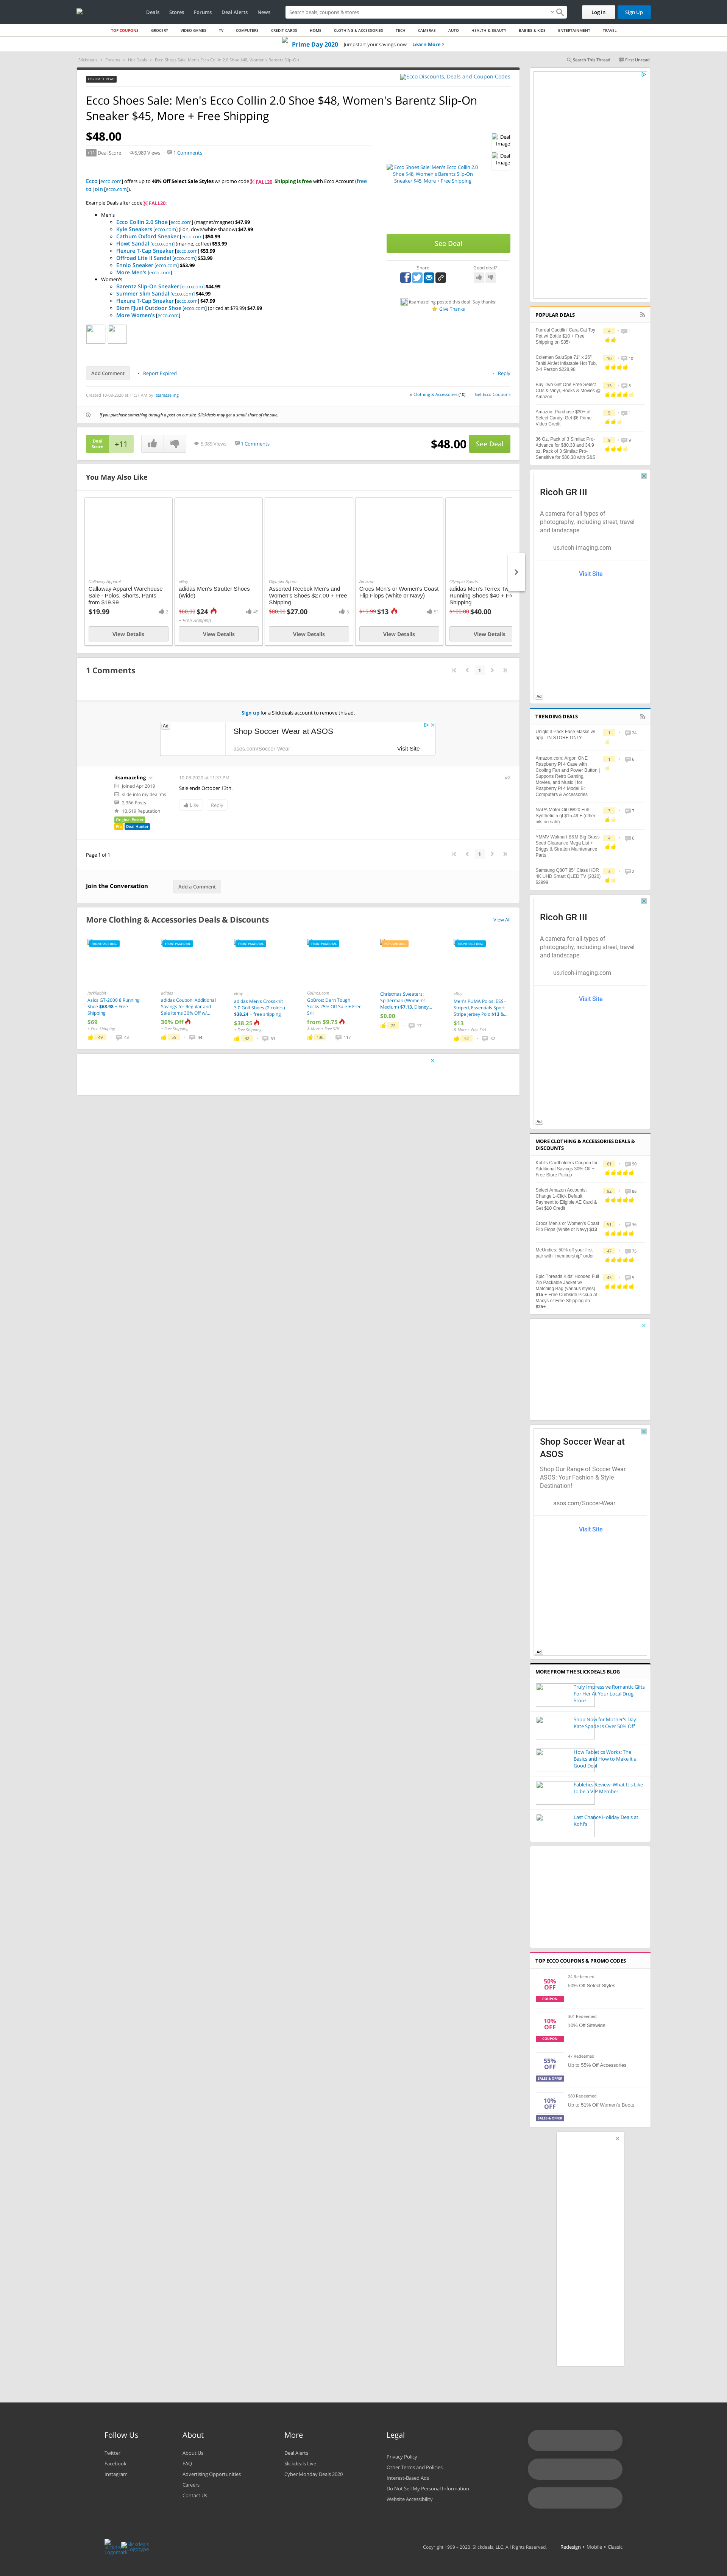 Deals Stores Forums Deal Alerts News
Search deals, coupons & stores
Log In
Sign Up
TOP COUPONS GROCERY VIDEO GAMES TV COMPUTERS CREDIT CARDS HOME CLOTHING & ACCESSORIES TECH CAMERAS AUTO HEALTH & BEAUTY BABIES & KIDS ENTERTAINMENT TRAVEL
Prime Day 2020 Jumpstart your savings now Learn More
Slickdeals > Forums > Hot Deals > Ecco Shoes Sale: Men's Ecco Collin 2.0 Shoe $48, Women's Barentz Slip-On ...
Search This Thread First Unread
FORUM THREAD
Ecco Discounts, Deals and Coupon Codes
Ecco Shoes Sale: Men's Ecco Collin 2.0 Shoe $48, Women's Barentz Slip-On
Sneaker $45, More + Free Shipping
$48.00
+11 Deal Score 5,989 Views 1 Comments
Deal Image
Deal Image
Ecco Shoes Sale: Men's Ecco Collin 2.0
Shoe $48, Women's Barentz Slip-On
Sneaker $45, More + Free Shipping
Ecco [ecco.com] offers up to 40% Off Select Sale Styles w/ promo code FALL20. Shipping is free with Ecco Account (free
to join [ecco.com]).
Example Deals after code FALL20:
Men's
Ecco Collin 2.0 Shoe [ecco.com] (magnet/magnet) $47.99
Kyle Sneakers [ecco.com] (lion, dove/white shadow) $47.99
Cathum Oxford Sneaker [ecco.com] $50.99
Flowt Sandal [ecco.com] (marine, coffee) $53.99
Flexure T-Cap Sneaker [ecco.com] $53.99
Offroad Lite II Sandal [ecco.com] $53.99
Ennio Sneaker [ecco.com] $53.99
More Men's [ecco.com]
Women's
Barentz Slip-On Sneaker [ecco.com] $44.99
Summer Slim Sandal [ecco.com] $44.99
Flexure T-Cap Sneaker [ecco.com] $47.99
Biom FJuel Outdoor Shoe [ecco.com] (priced at $79.99) $47.99
More Women's [ecco.com]
See Deal
Share Good deal?
itsamazeling posted this deal. Say thanks!
Give Thanks
Add Comment Report Expired Reply
Created 10-08-2020 at 11:31 AM by itsamazeling
Clothing & Accessories (10) Get Ecco Coupons
If you purchase something through a post on our site, Slickdeals may get a small share of the sale.
Deal
Score
+11
5,989 Views 1 Comments
$48.00 See Deal
You May Also Like
Callaway Apparel
Callaway Apparel Warehouse
Sale - Polos, Shorts, Pants
from $19.99
$19.99
View Details
eBay
adidas Men's Strutter Shoes
(Wide)
$60.00 $24
+ Free Shipping
View Details
Olympia Sports
Assorted Reebok Men's and
Women's Shoes $27.00 + Free
Shipping
$80.00 $27.00
View Details
Amazon
Crocs Men's or Women's Coast
Flip Flops (White or Navy)
$15.99 $13
View Details
Olympia Sports
adidas Men's Terrex Tw
Running Shoes $40 + Fr
Shipping
$100.00 $40.00
View Details
1 Comments
1
Sign up for a Slickdeals account to remove this ad.
Ad
Shop Soccer Wear at ASOS
asos.com/Soccer-Wear
Visit Site
itsamazeling
Joined Apr 2019
slide into my deal'ms.
2,366 Posts
10,619 Reputation
Original Poster
Pro Deal Hunter
10-08-2020 at 11:37 PM
#2
Sale ends October 13th.
Like Reply
Page 1 of 1
1
Join the Conversation
Add a Comment
More Clothing & Accessories Deals & Discounts
View All
JackRabbit
Asics GT-2000 8 Running
Shoe $68.98 + Free
Shipping
$69
+ Free Shipping
adidas
adidas Coupon: Additional
Savings for Regular and
Sale Items 30% Off w/...
30% Off
+ Free Shipping
eBay
adidas Men's Crossknit
3.0 Golf Shoes (2 colors)
$38.24 + free shipping
$38.25
+ Free Shipping
GoBros.com
GoBros: Darn Tough
Socks 25% Off Sale + Free
S/H
from $9.75
& More + Free S/H
Christmas Sweaters:
Spiderman (Women's
Medium) $7.13, Disney...
$0.00
eBay
Men's PUMA Polos: ESS+
Striped, Essentials Sport
Stripe Jersey Polo $13 &...
$13
& More + Free S/H
POPULAR DEALS
Funeal Cuddlin' Cara Cat Toy
Pet w/ Bottle $10 + Free
Shipping on $35+
Coleman SaluSpa 71" x 26"
Tahiti AirJet Inflatable Hot Tub,
2-4 Person $239.98
Buy Two Get One Free Select
CDs & Vinyl, Books & Movies @
Amazon
Amazon: Purchase $30+ of
Select Candy, Get $6 Prime
Video Credit
36 Oz, Pack of 3 Similac Pro-
Advance for $80.38 and 34.9
oz, Pack of 3 Similac Pro-
Sensitive for $80.38 with S&S
Ricoh GR III
A camera for all types of
photography, including street, travel
and landscape.
us.ricoh-imaging.com
Visit Site
Ad
TRENDING DEALS
Uniqlo 3 Pack Face Masks w/
app - IN STORE ONLY
Amazon.com: Argon ONE
Raspberry Pi 4 Case with
Cooling Fan and Power Button |
Supports Retro Gaming,
Movies, and Music | for
Raspberry Pi 4 Model B:
Computers & Accessories
NAPA Motor Oil 0W20 Full
Synthetic 5 qt $15.49 + (other
oils on sale)
YMMV Walmart B&M Big Grass
Seed Clearance Mega List +
Briggs & Stratton Maintenance
Parts
Samsung Q80T 85" Class HDR
4K UHD Smart QLED TV (2020)
$2998
Ricoh GR III
A camera for all types of
photography, including street, travel
and landscape.
us.ricoh-imaging.com
Visit Site
Ad
MORE CLOTHING & ACCESSORIES DEALS &
DISCOUNTS
Kohl's Cardholders Coupon for
Additional Savings 30% Off +
Free Store Pickup
Select Amazon Accounts:
Change 1-Click Default
Payment to Eligible AE Card &
Get $10 Credit
Crocs Men's or Women's Coast
Flip Flops (White or Navy) $13
MeUndies: 50% off your first
pair with "membership" order
Epic Threads Kids' Hooded Full
Zip Packable Jacket w/
Matching Bag (various styles)
$15 + Free Curbside Pickup at
Macys or Free Shipping on
$25+
Shop Soccer Wear at
ASOS
Shop Our Range of Soccer Wear.
ASOS: Your Fashion & Style
Destination!
asos.com/Soccer-Wear
Visit Site
Ad
MORE FROM THE SLICKDEALS BLOG
Truly Impressive Romantic Gifts
For Her At Your Local Drug
Store
Shop Now for Mother's Day:
Kate Spade Is Over 50% Off
How Fabletics Works: The
Basics and How to Make it a
Good Deal
Fabletics Review: What It's Like
to be a VIP Member
Last Chance Holiday Deals at
Kohl's
TOP ECCO COUPONS & PROMO CODES
50%
OFF
COUPON
24 Redeemed
50% Off Select Styles
10%
OFF
COUPON
301 Redeemed
10% Off Sitewide
55%
OFF
SALES & OFFER
47 Redeemed
Up to 55% Off Accessories
10%
OFF
SALES & OFFER
980 Redeemed
Up to 51% Off Women's Boots
Follow Us
Twitter
Facebook
Instagram
About
About Us
FAQ
Advertising Opportunities
Careers
Contact Us
More
Deal Alerts
Slickdeals Live
Cyber Monday Deals 2020
Legal
Privacy Policy
Other Terms and Policies
Interest-Based Ads
Do Not Sell My Personal Information
Website Accessibility
Copyright 1999 - 2020. Slickdeals, LLC. All Rights Reserved. Redesign • Mobile • Classic